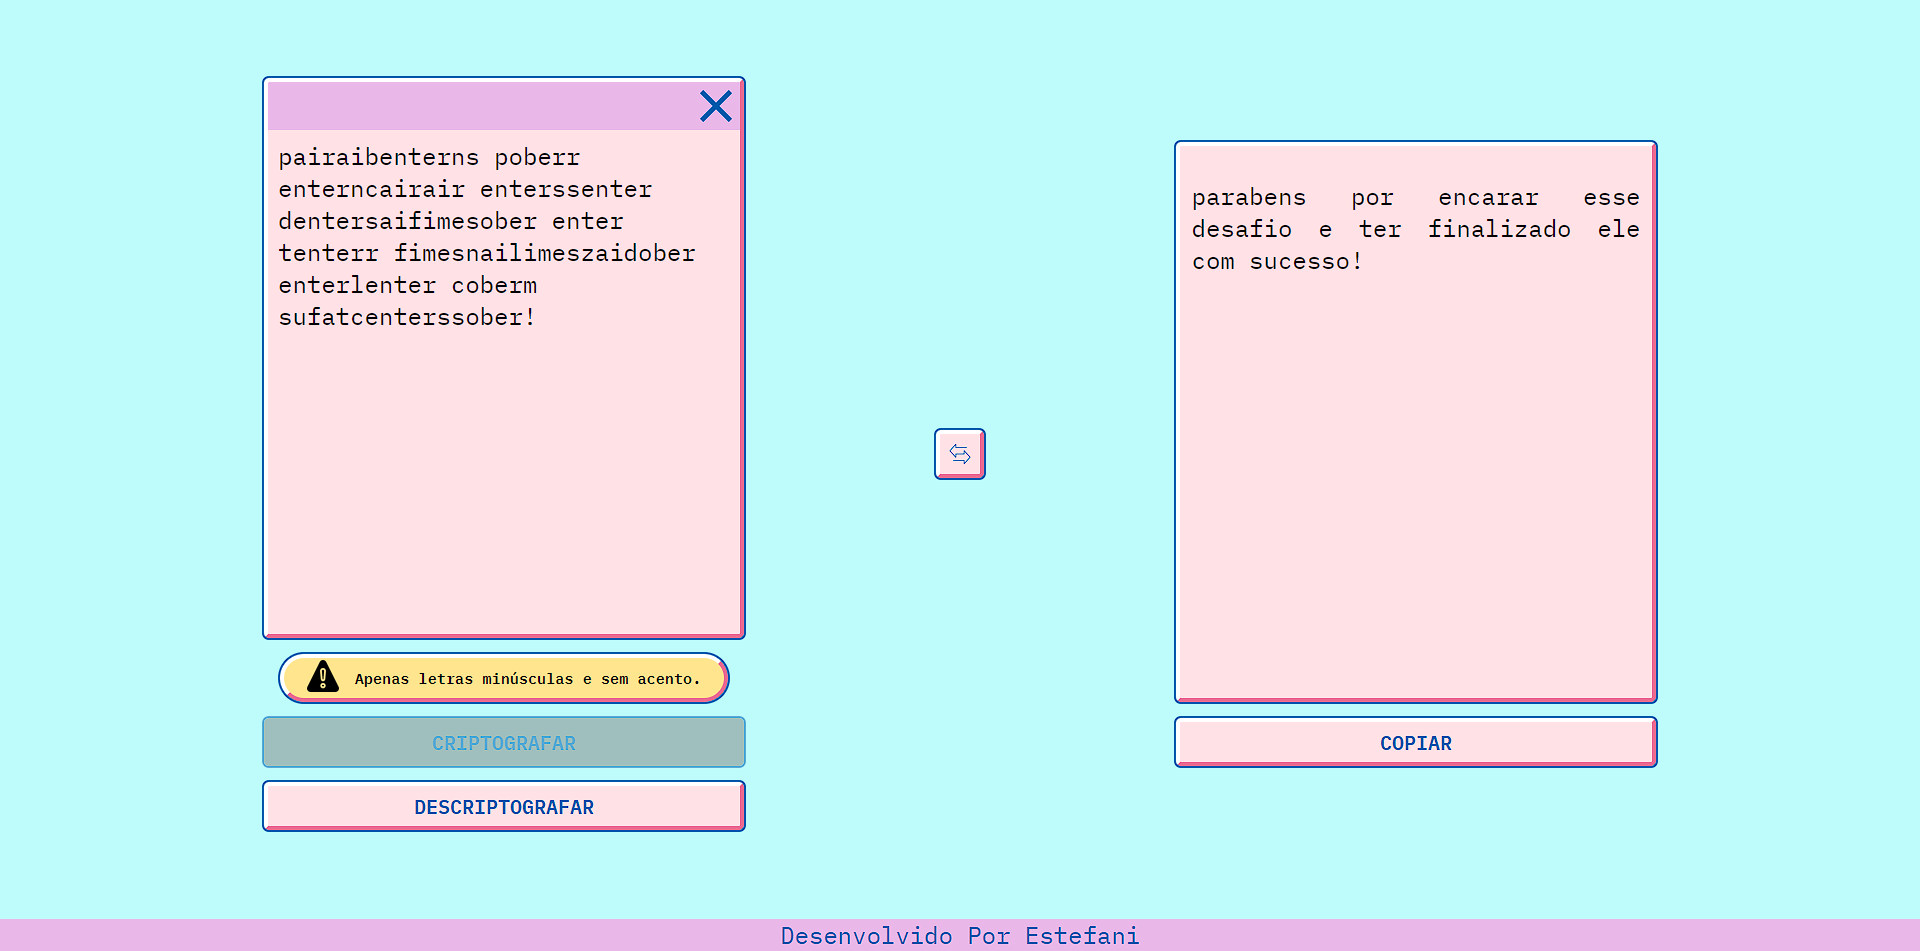 pairaibenterns poberr
enterncairair enterssenter
dentersaifimesober enter
tenterr fimesnailimeszaidober
enterlenter coberm
sufatcenterssober!
Apenas letras minúsculas e sem acento.
CRIPTOGRAFAR
DESCRIPTOGRAFAR
parabens por encarar esse
desafio e ter finalizado ele
com sucesso!
COPIAR
Desenvolvido Por Estefani